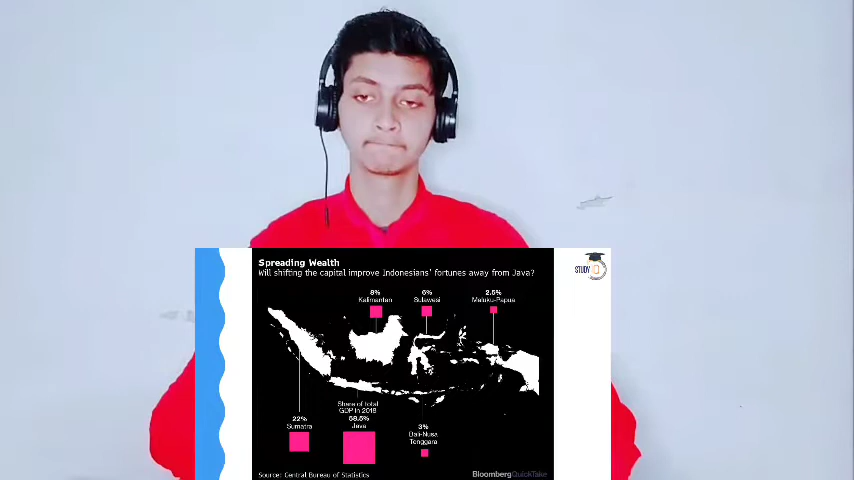 Spreading Wealth
Will shifting the capital improve Indonesians' fortunes away from Java?
STUDY
8%
Kalimantan
6%
Sulawesi
2.5%
Maluku-Papua
22%
Sumatra
Share of total
GDP in 2018
58.5%
Java
3%
Bali-Nusa
Tenggara
Source: Central Bureau of Statistics
Bloomberg QuickTake